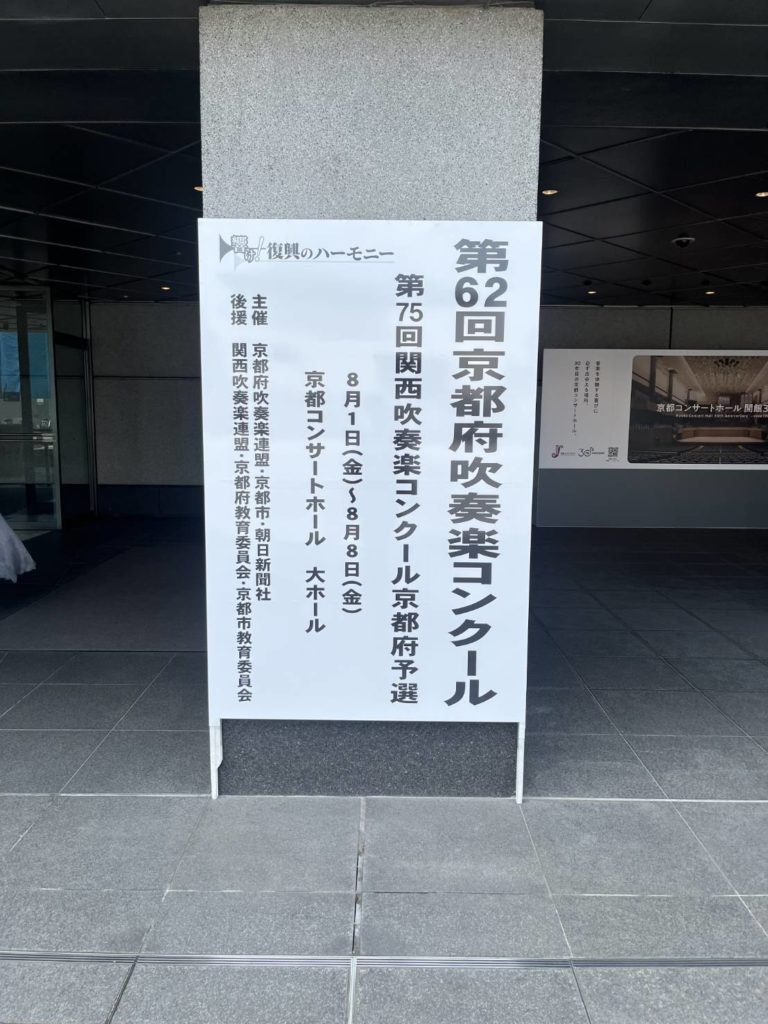 第62回京都府吹奏楽コンクール
第75回関西吹奏楽コンクール京都府予選
8月1日(金)～8月8日(金)
京都コンサートホール 大ホール
主催 京都府吹奏楽連盟・京都市・朝日新聞社
後援 関西吹奏楽連盟・京都府教育委員会・京都市教育委員会
響け!復興のハーモニー
京都コンサートホール 開館3